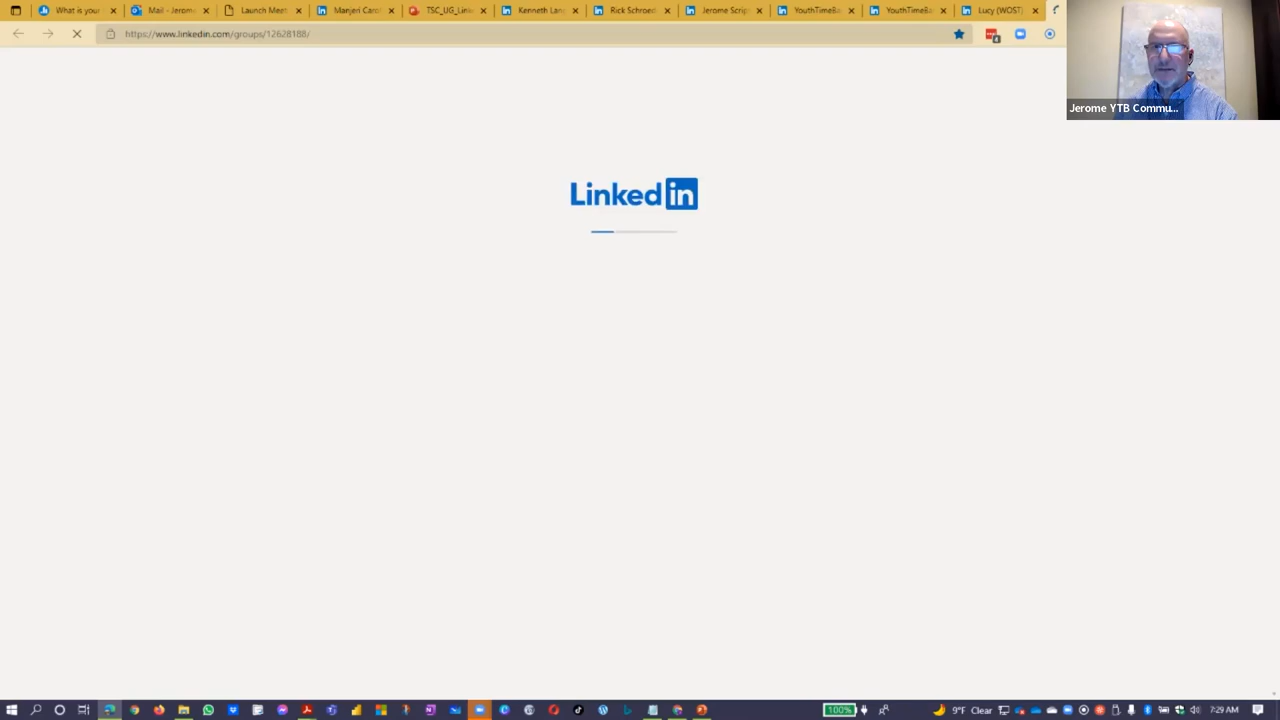 What is your
Mail - Jerome
Launch Meet
Manjeri Carol
TSC_UG_Link
Kenneth Lan
Rick Schroed
Jerome Scrip
YouthTimeBa
YouthTimeBa
Lucy (WOST)
https://www.linkedin.com/groups/12628188/
Jerome YTB Commu...
Linked in
100%
9°F Clear
7:29 AM